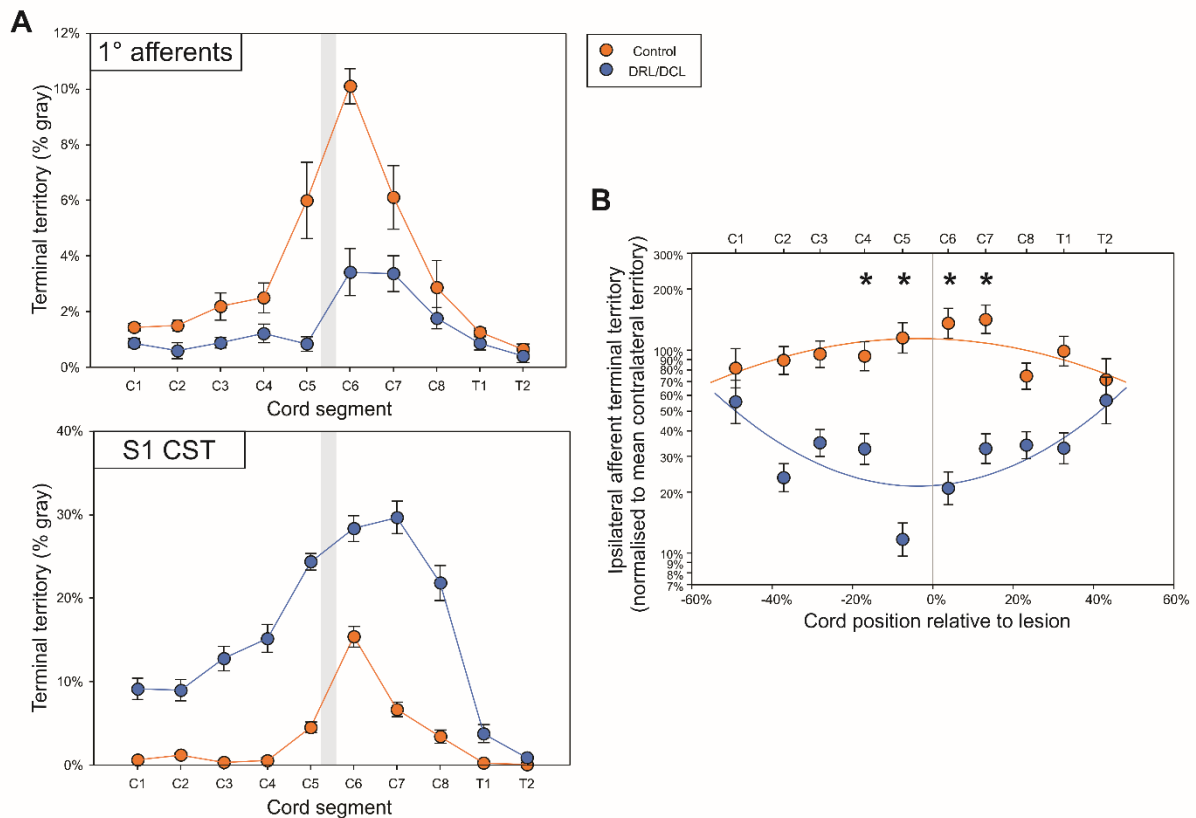 A
1° afferents
Terminal territory (% gray)
12%
10%
8%
6%
4%
2%
0%
C1 C2 C3 C4 C5 C6 C7 C8 T1 T2
Cord segment
Control
DRL/DCL
S1 CST
Terminal territory (% gray)
40%
30%
20%
10%
0%
C1 C2 C3 C4 C5 C6 C7 C8 T1 T2
Cord segment
B
C1 C2 C3 C4 C5 C6 C7 C8 T1 T2
Ipsilateral afferent terminal territory
(normalised to mean contralateral territory)
300%
200%
100%
90%
80%
70%
60%
50%
40%
30%
20%
10%
9%
8%
7%
* * * *
-60% -40% -20% 0% 20% 40% 60%
Cord position relative to lesion